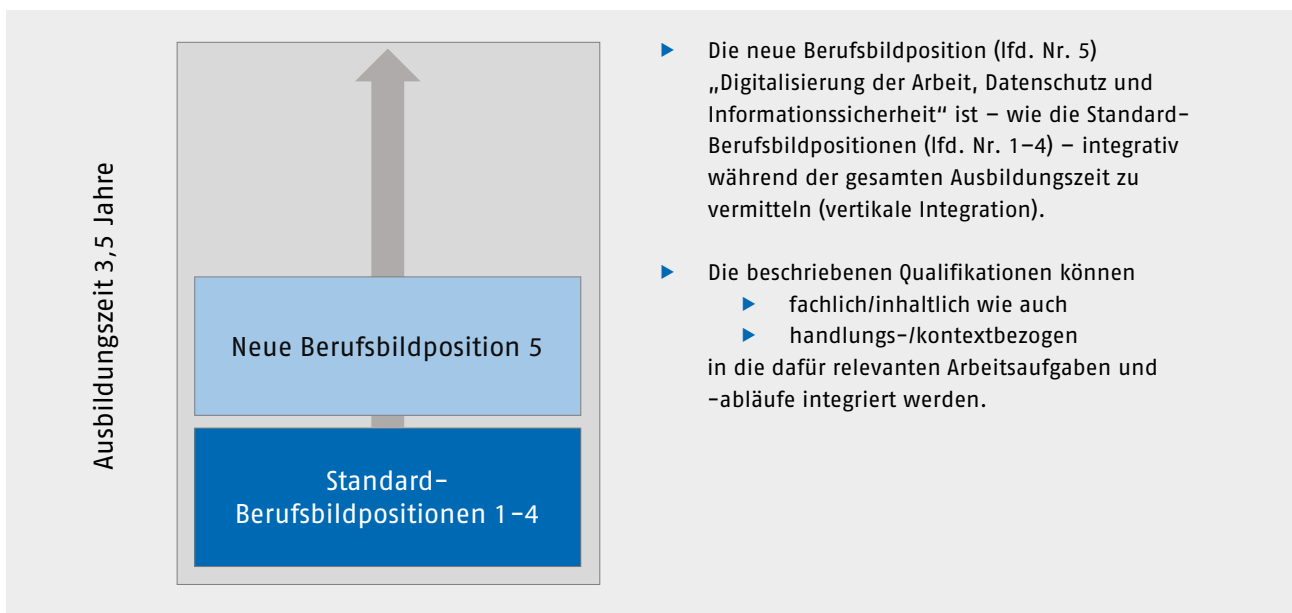 Ausbildungszeit 3,5 Jahre
Neue Berufsbildposition 5
Standard-
Berufsbildpositionen 1–4
▶ Die neue Berufsbildposition (lfd. Nr. 5)
„Digitalisierung der Arbeit, Datenschutz und
Informationssicherheit“ ist – wie die Standard-
Berufsbildpositionen (lfd. Nr. 1–4) – integrativ
während der gesamten Ausbildungszeit zu
vermitteln (vertikale Integration).
▶ Die beschriebenen Qualifikationen können
▶ fachlich/inhaltlich wie auch
▶ handlungs-/kontextbezogen
in die dafür relevanten Arbeitsaufgaben und
-abläufe integriert werden.